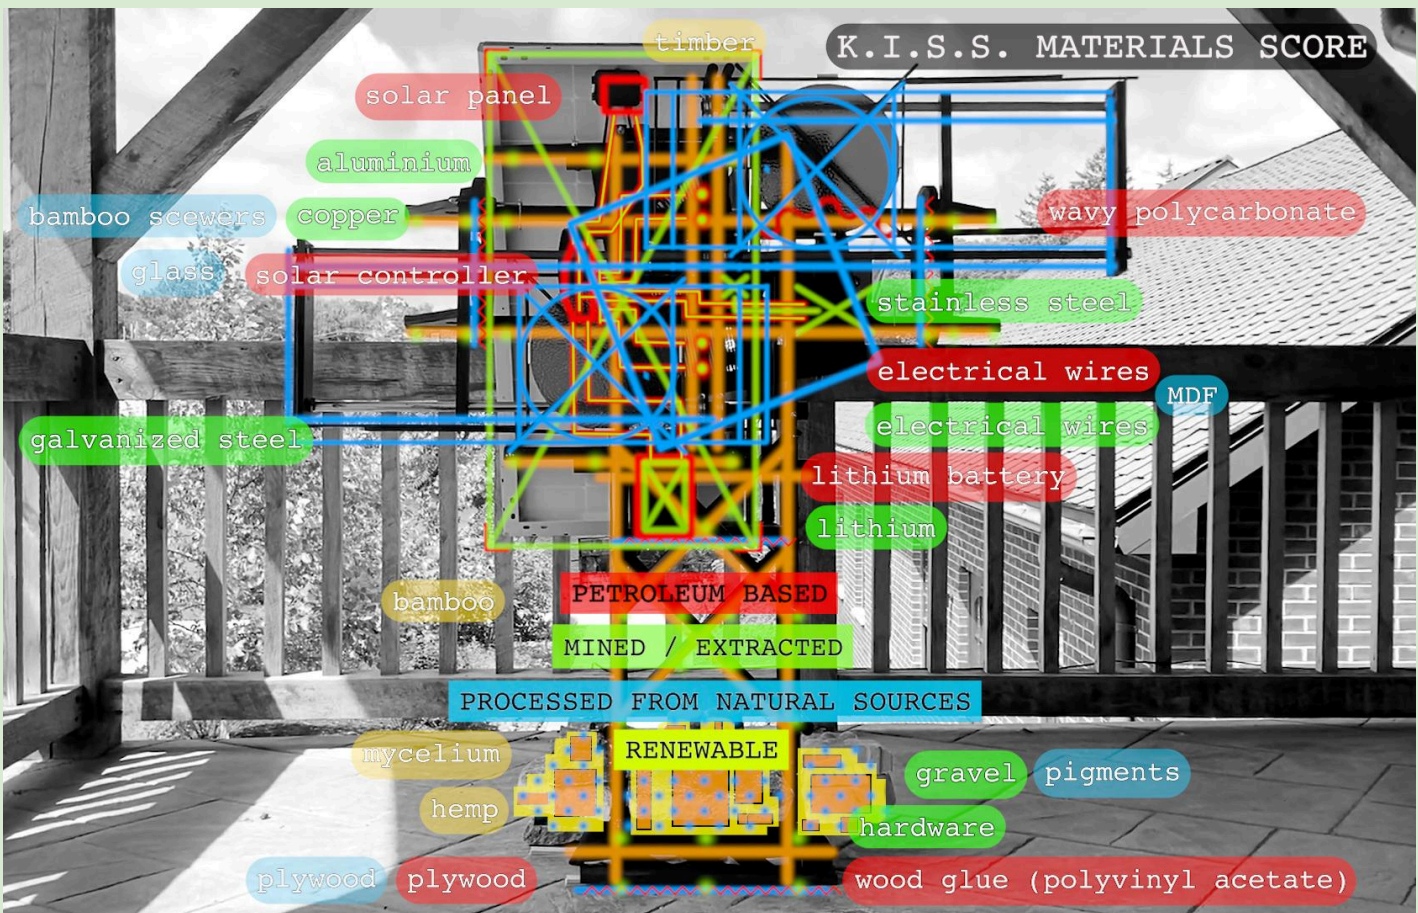 timber
K.I.S.S. MATERIALS SCORE
solar panel
aluminium
bamboo scewers
copper
wavy polycarbonate
glass
solar controller
stainless steel
electrical wires
MDF
galvanized steel
electrical wires
lithium battery
lithium
bamboo
PETROLEUM BASED
MINED / EXTRACTED
PROCESSED FROM NATURAL SOURCES
mycelium
RENEWABLE
gravel
pigments
hemp
hardware
plywood
plywood
wood glue (polyvinyl acetate)